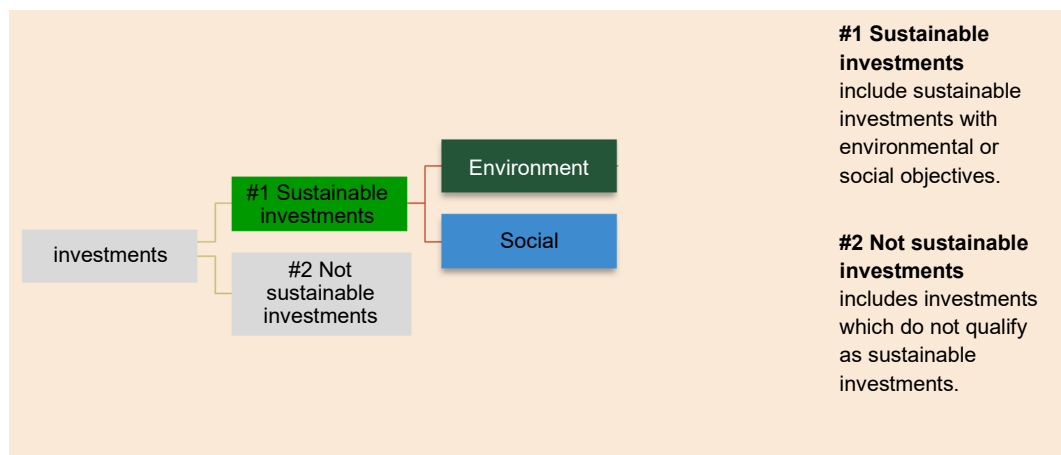 investments
#1 Sustainable
investments
#2 Not
sustainable
investments
Environment
Social
#1 Sustainable
investments
include sustainable
investments with
environmental or
social objectives.
#2 Not sustainable
investments
includes investments
which do not qualify
as sustainable
investments.